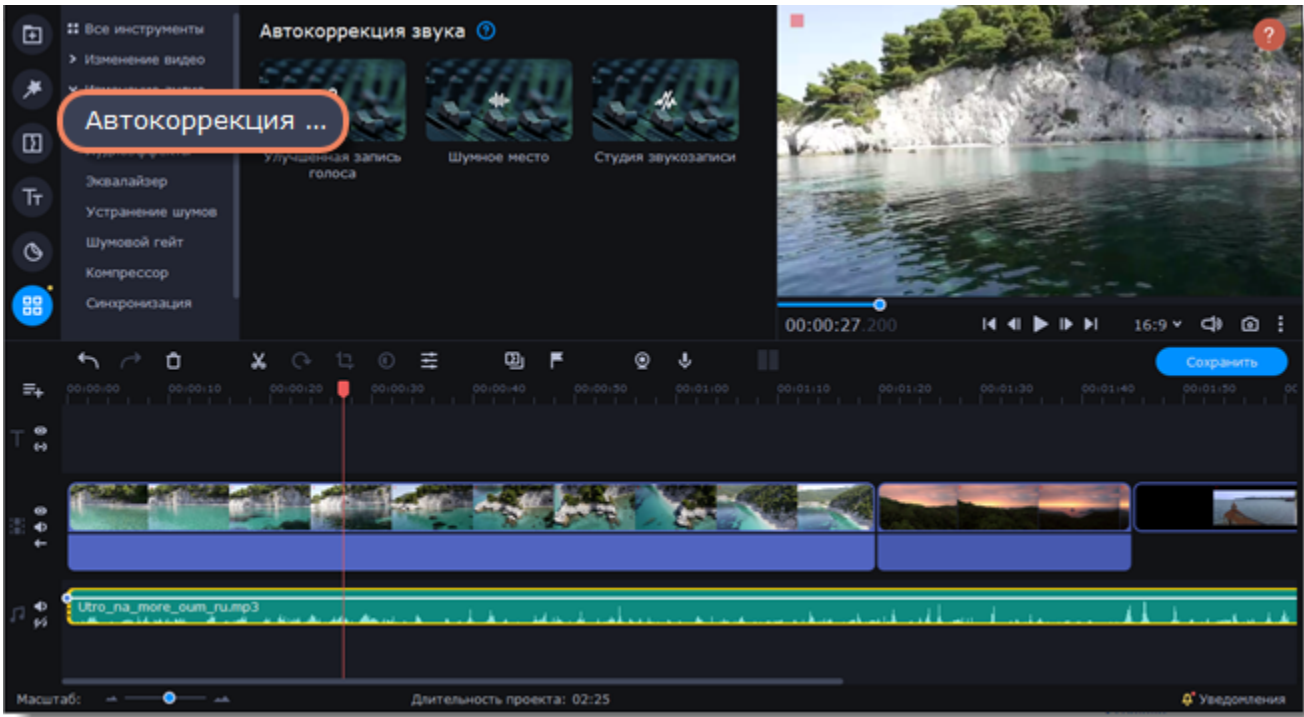 Все инструменты
Изменение видео
Автокоррекция ...
Эквалайзер
Устранение шумов
Шумовой гейт
Компрессор
Синхронизация
Автокоррекция звука ?
Улучшенная запись
голоса
Шумное место
Студия звукозаписи
?
00:00:27.200
16:9
Сохранить
00:00:00 00:00:10 00:00:20 00:00:30 00:00:40 00:00:50 00:01:00 00:01:10 00:01:20 00:01:30 00:01:40 00:01:50
Utro_na_more_oum_ru.mp3
Масштаб:
Длительность проекта: 02:25
Уведомления